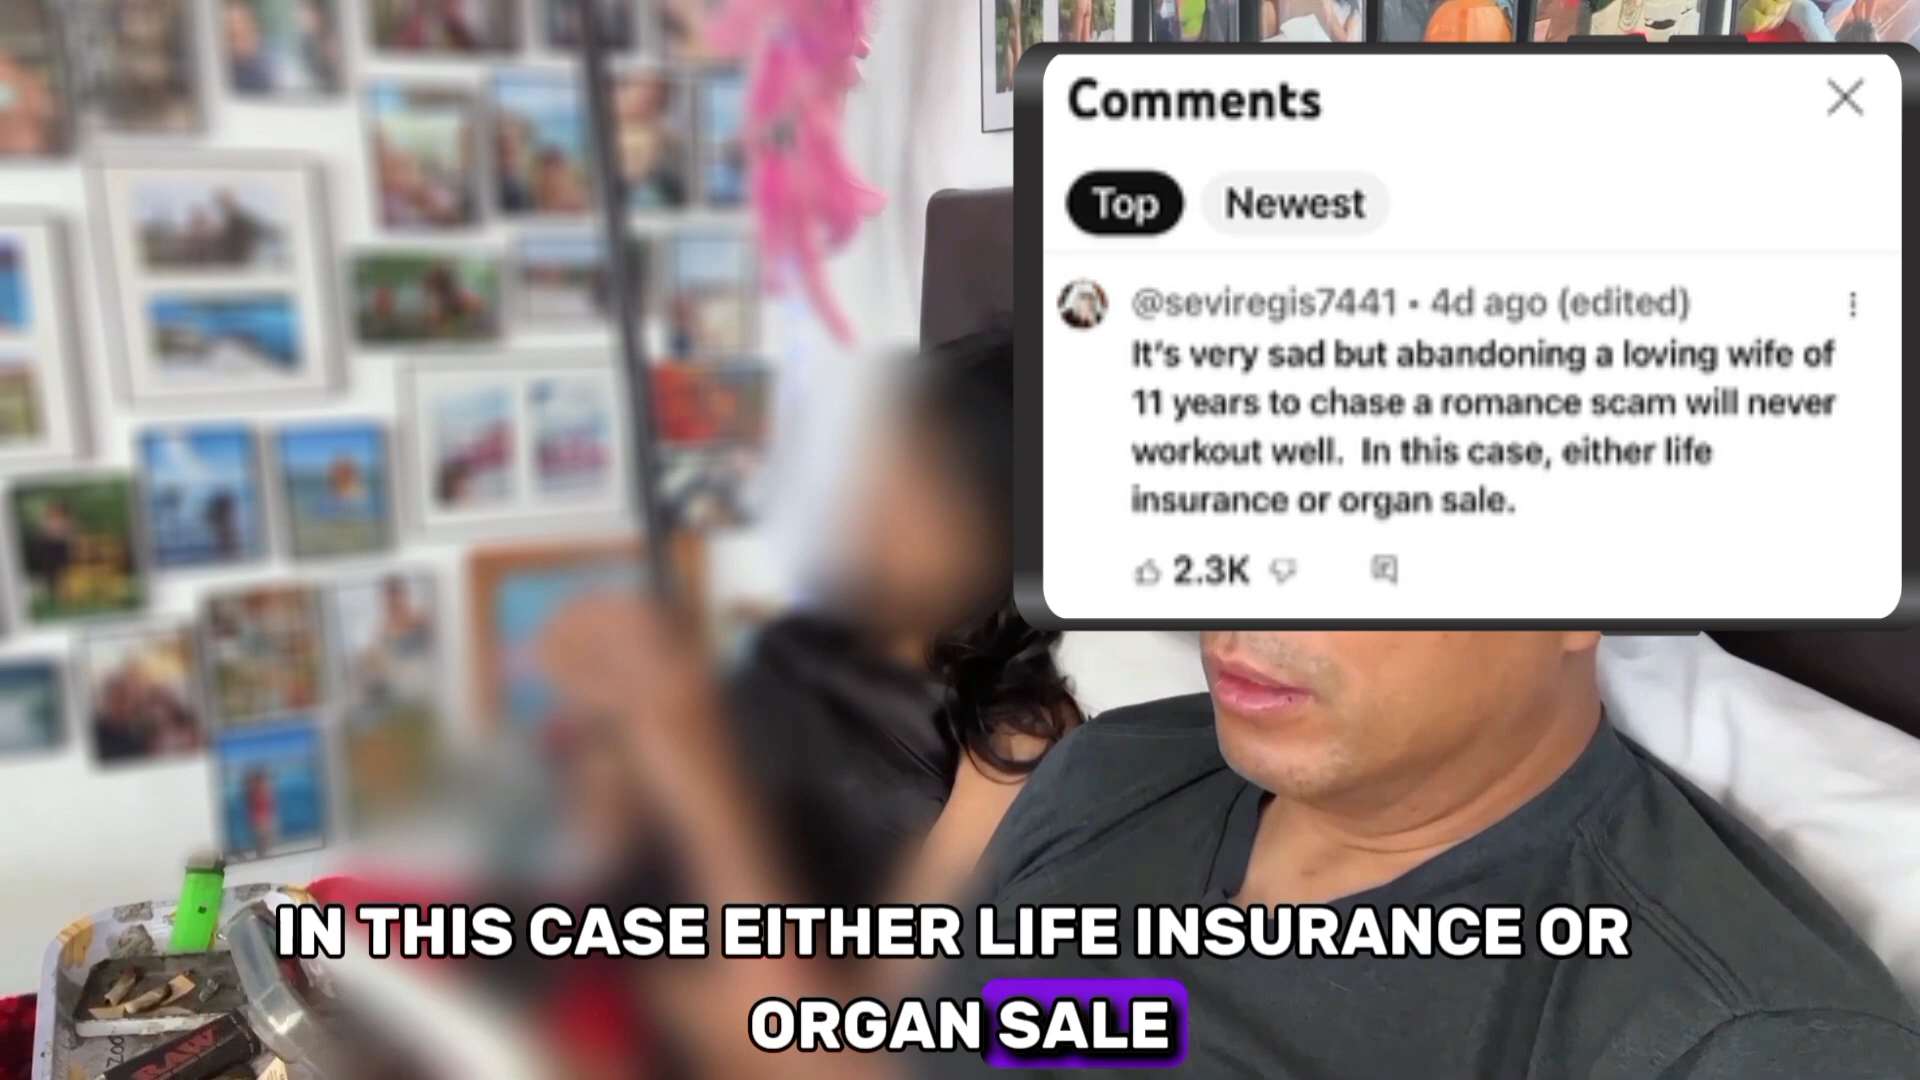 Comments
Top
Newest
@seviregis7441 • 4d ago (edited)
It's very sad but abandoning a loving wife of
11 years to chase a romance scam will never
workout well. In this case, either life
insurance or organ sale.
2.3K
IN THIS CASE EITHER LIFE INSURANCE OR
ORGAN SALE
RAW